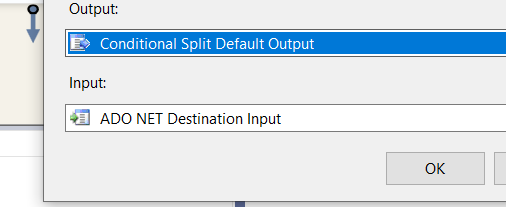 Output:
Conditional Split Default Output
Input:
ADO NET Destination Input
OK